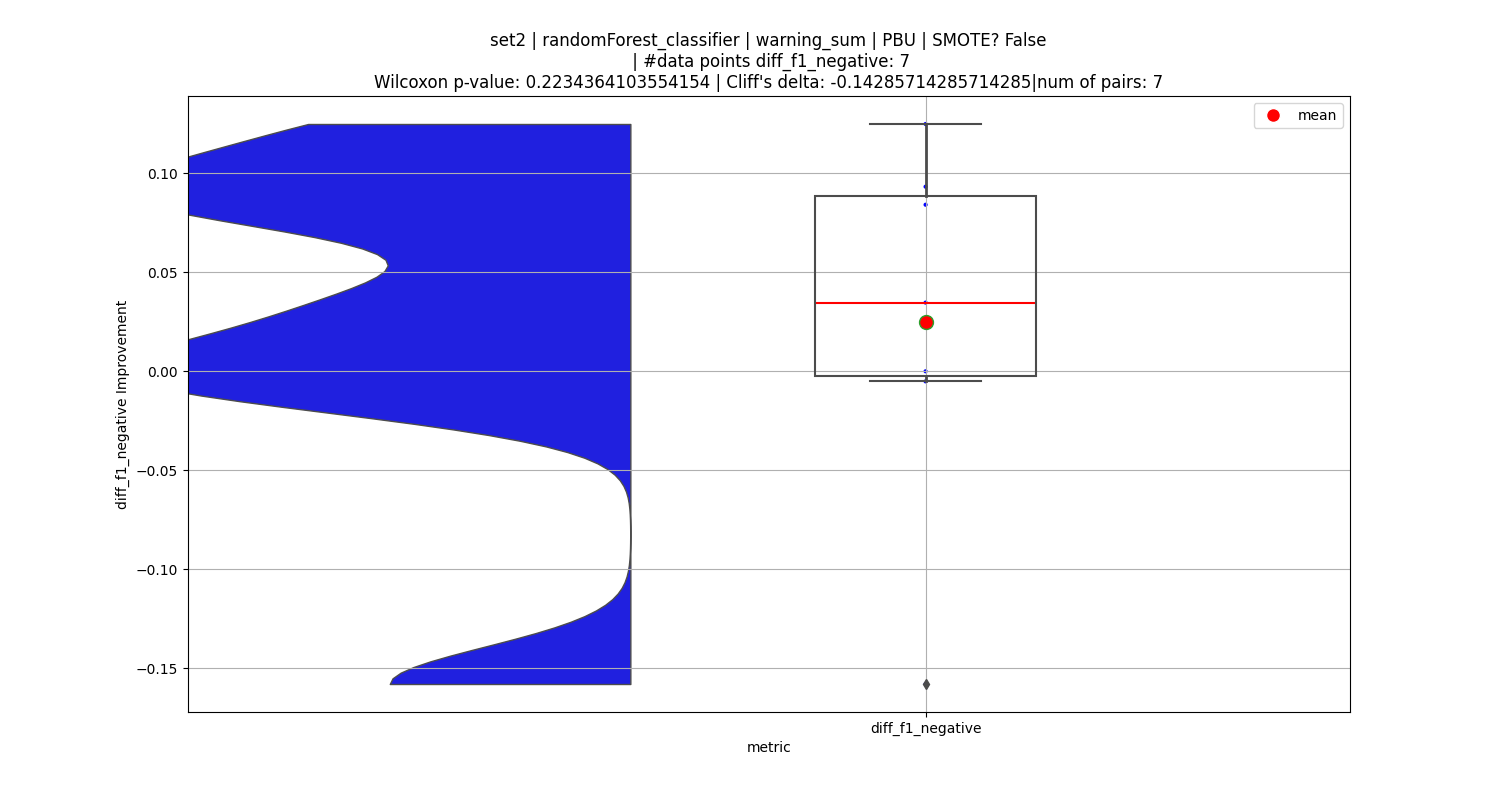 set2 | randomForest_classifier | warning_sum | PBU | SMOTE? False
| #data points diff_f1_negative: 7
Wilcoxon p-value: 0.2234364103554154 | Cliff's delta: -0.14285714285714285|num of pairs: 7
mean
0.10
0.05
0.00
−0.05
−0.10
−0.15
diff_f1_negative Improvement
diff_f1_negative
metric